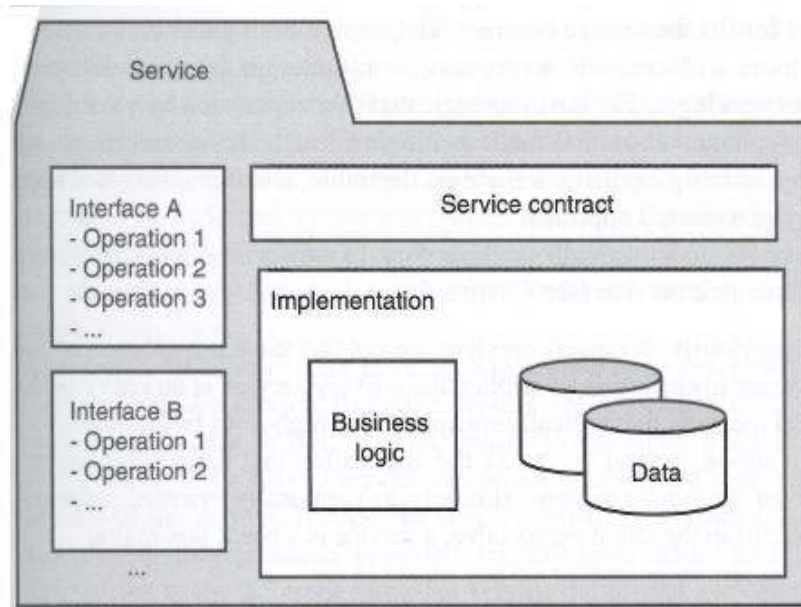 Service
Interface A
- Operation 1
- Operation 2
- Operation 3
- ...
Interface B
- Operation 1
- Operation 2
- ...
...
Service contract
Implementation
Business
logic
Data